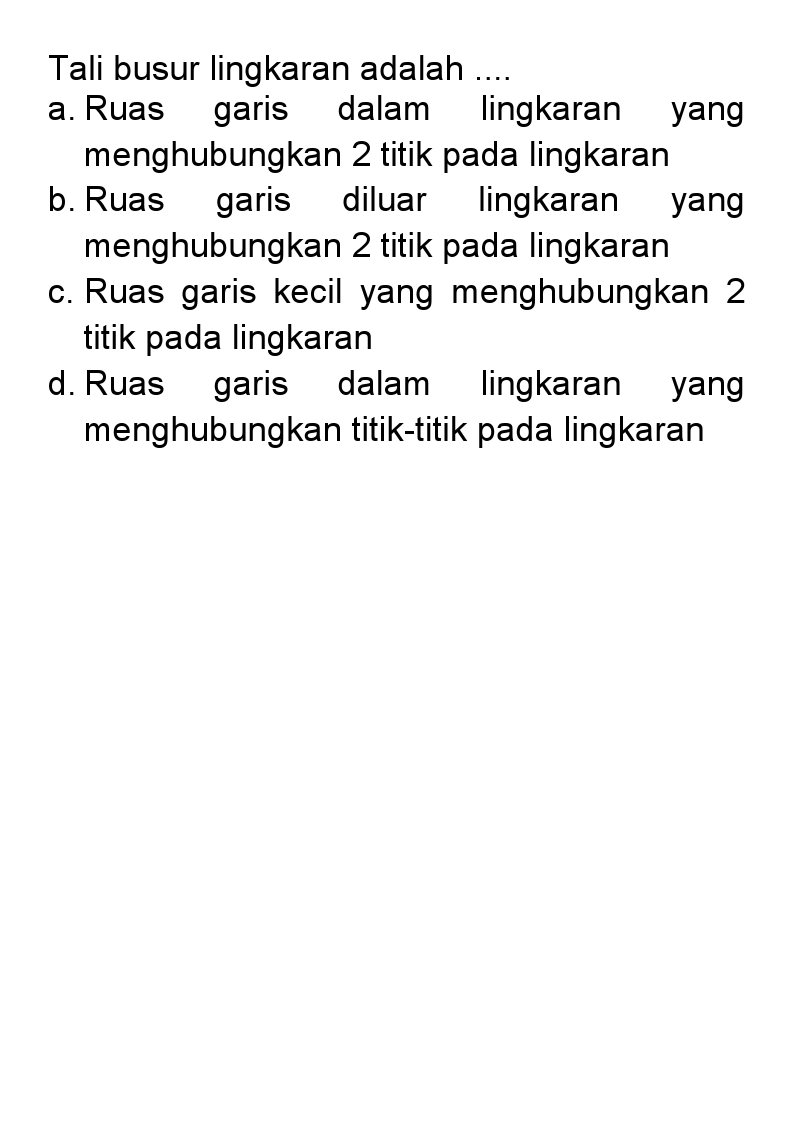 Tali busur lingkaran adalah ....
a. Ruas garis dalam lingkaran yang
menghubungkan 2 titik pada lingkaran
b. Ruas garis diluar lingkaran yang
menghubungkan 2 titik pada lingkaran
c. Ruas garis kecil yang menghubungkan 2
titik pada lingkaran
d. Ruas garis dalam lingkaran yang
menghubungkan titik-titik pada lingkaran